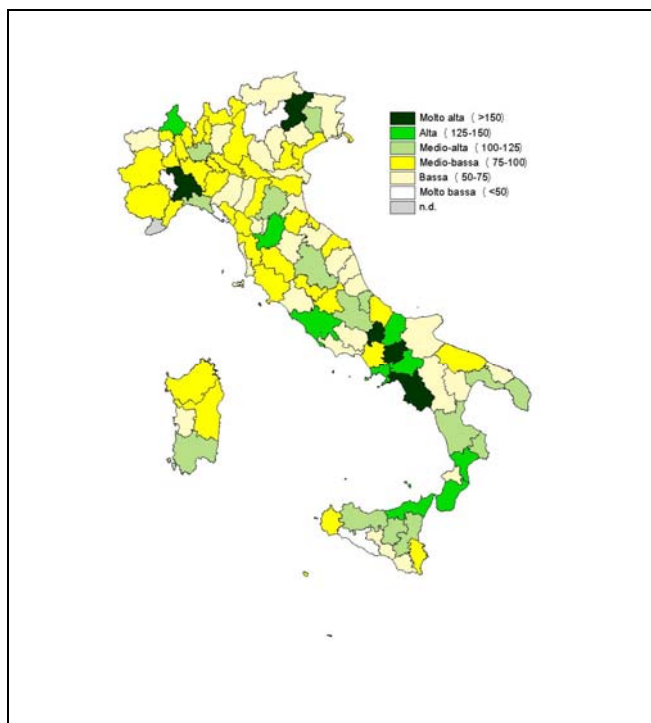 Molto alta ( >150)
Alta ( 125-150)
Medio-alta ( 100-125)
Medio-bassa ( 75-100)
Bassa ( 50-75)
Molto bassa ( <50)
n.d.